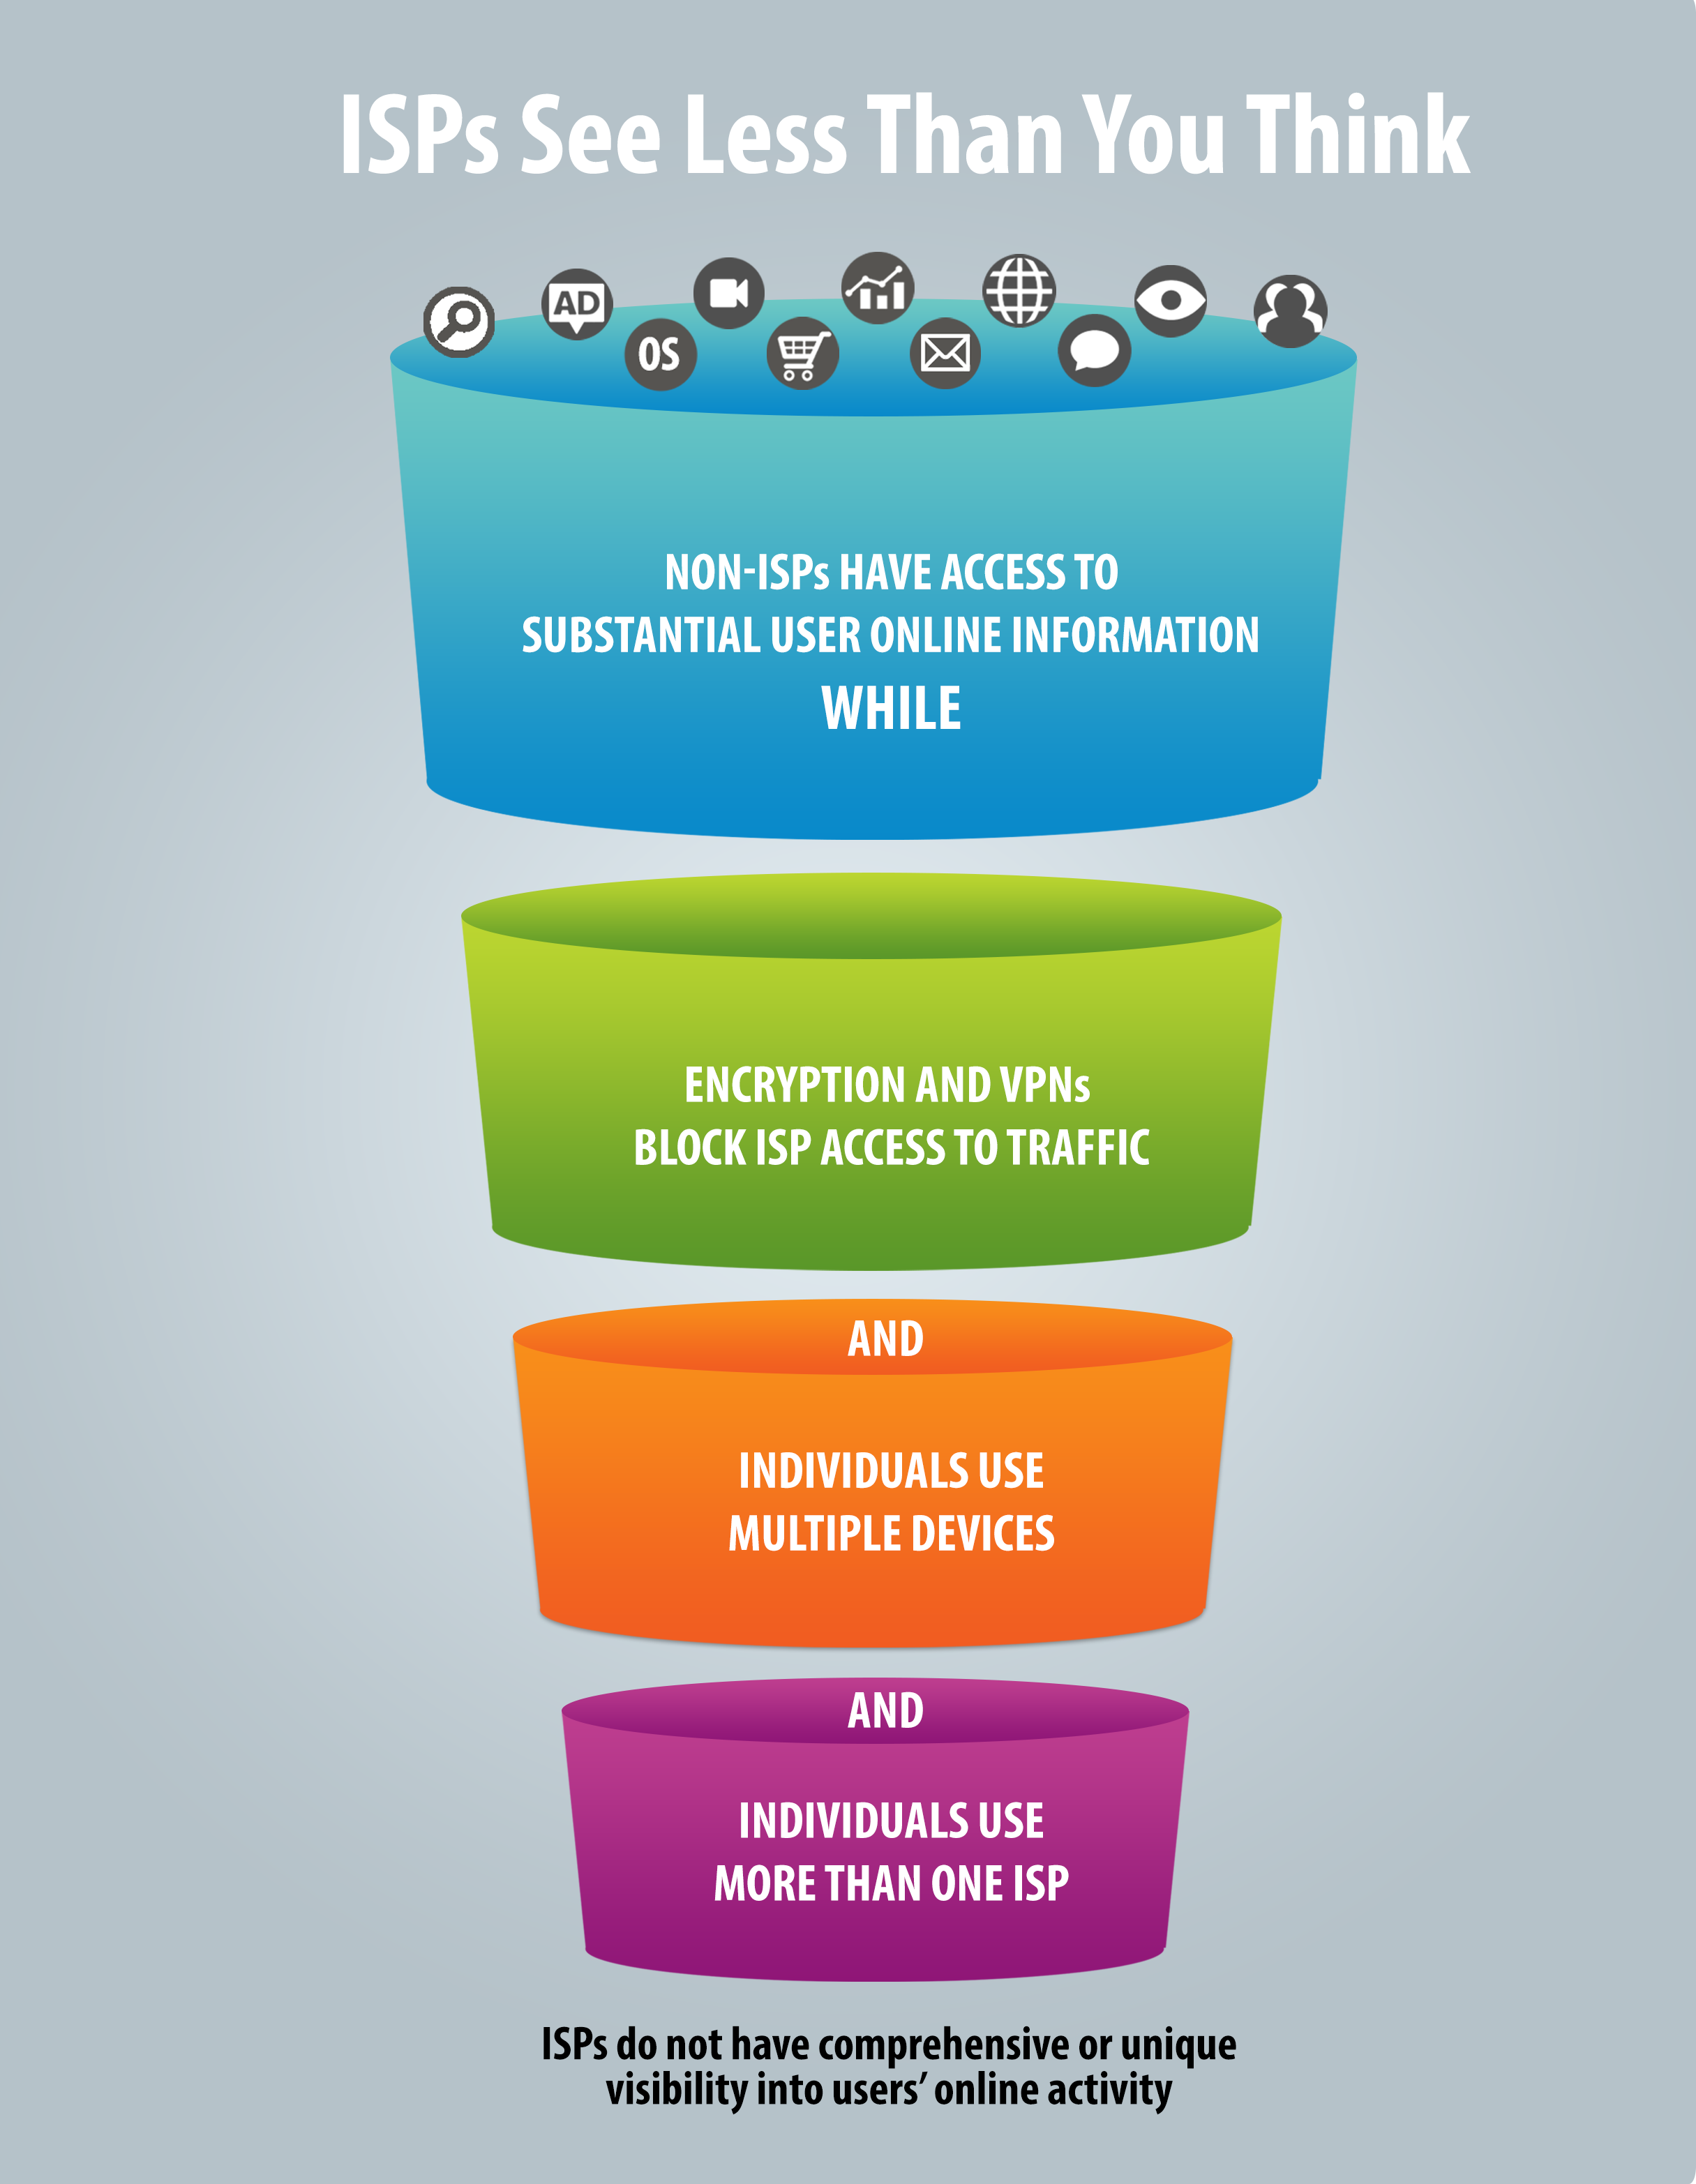 ISPs See Less Than You Think
AD
OS
NON-ISPs HAVE ACCESS TO
SUBSTANTIAL USER ONLINE INFORMATION
WHILE
ENCRYPTION AND VPNs
BLOCK ISP ACCESS TO TRAFFIC
AND
INDIVIDUALS USE
MULTIPLE DEVICES
AND
INDIVIDUALS USE
MORE THAN ONE ISP
ISPs do not have comprehensive or unique
visibility into users’ online activity